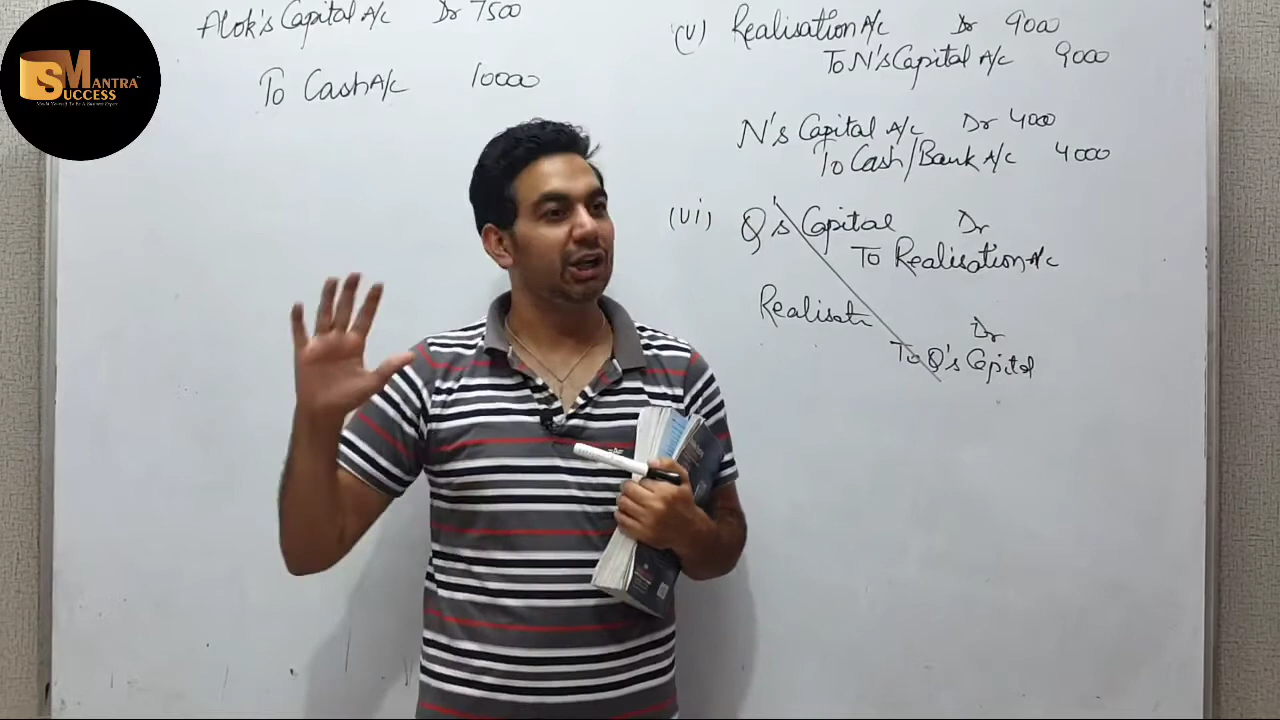 SM
MANTRA
SUCCESS
Alok's Capital A/c Dr 7500
To Cash A/c 10000
(v) Realisation A/c Dr 9000
To N's Capital A/c 9000
N's Capital A/c Dr 4000
To Cash/Bank A/c 4000
(vi) Q's Capital Dr
To Realisation A/c
Realisati Dr
To Q's Capital